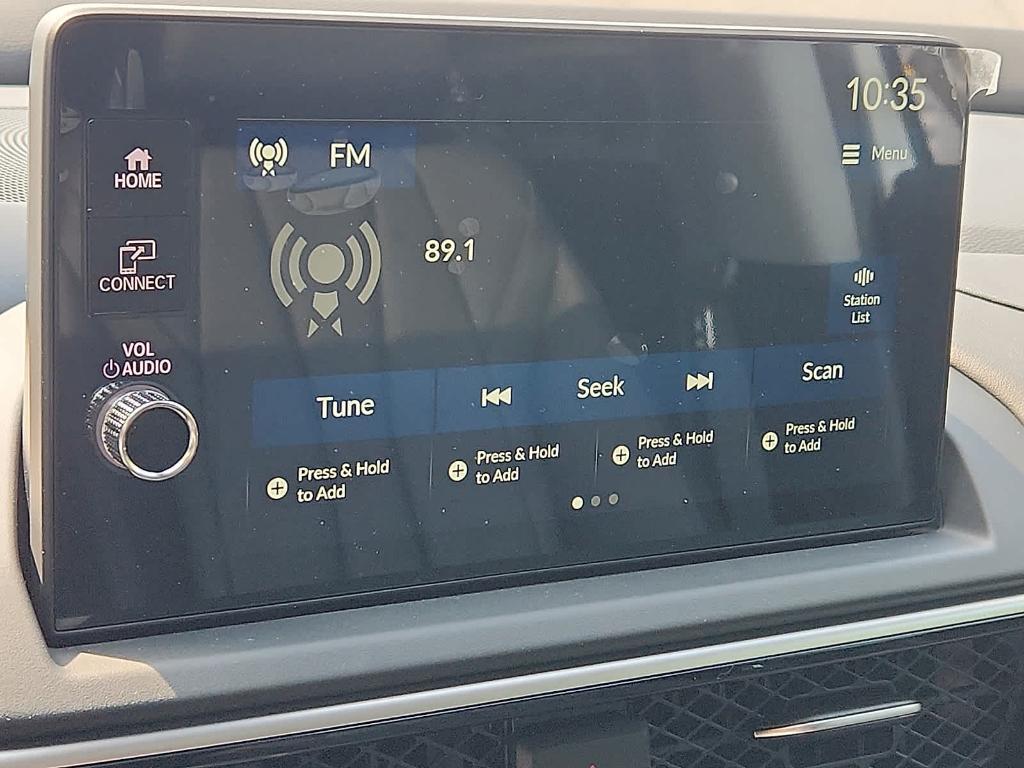 10:35
HOME
FM
Menu
CONNECT
89.1
Station
List
VOL
AUDIO
Tune
Seek
Scan
Press & Hold
to Add
Press & Hold
to Add
Press & Hold
to Add
Press & Hold
to Add